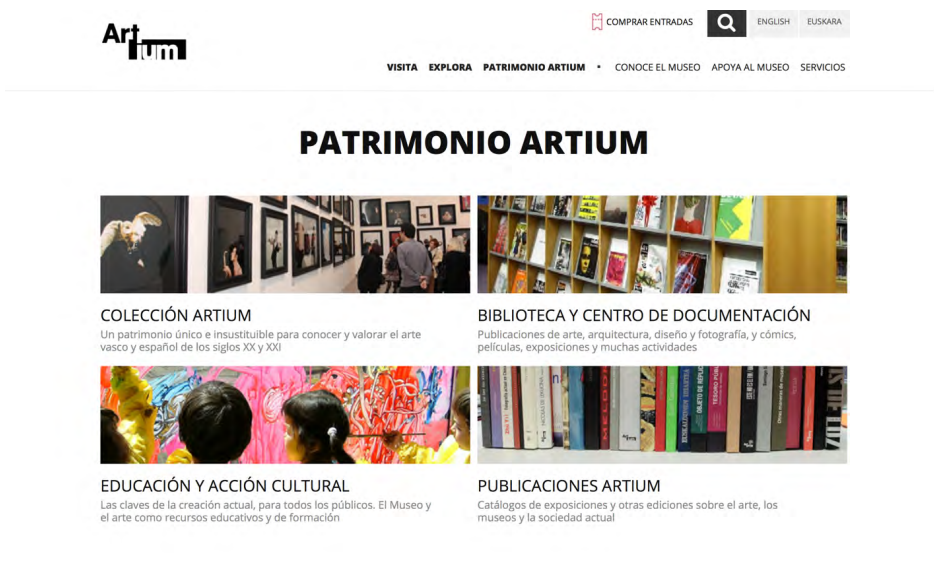 Artium
COMPRAR ENTRADAS
ENGLISH
EUSKARA
VISITA EXPLORA PATRIMONIO ARTIUM • CONOCE EL MUSEO APOYA AL MUSEO SERVICIOS
PATRIMONIO ARTIUM
COLECCIÓN ARTIUM
Un patrimonio único e insustituible para conocer y valorar el arte
vasco y español de los siglos XX y XXI
BIBLIOTECA Y CENTRO DE DOCUMENTACIÓN
Publicaciones de arte, arquitectura, diseño y fotografía, y cómics,
películas, exposiciones y muchas actividades
EDUCACIÓN Y ACCIÓN CULTURAL
Las claves de la creación actual, para todos los públicos. El Museo y
el arte como recursos educativos y de formación
PUBLICACIONES ARTIUM
Catálogos de exposiciones y otras ediciones sobre el arte, los
museos y la sociedad actual